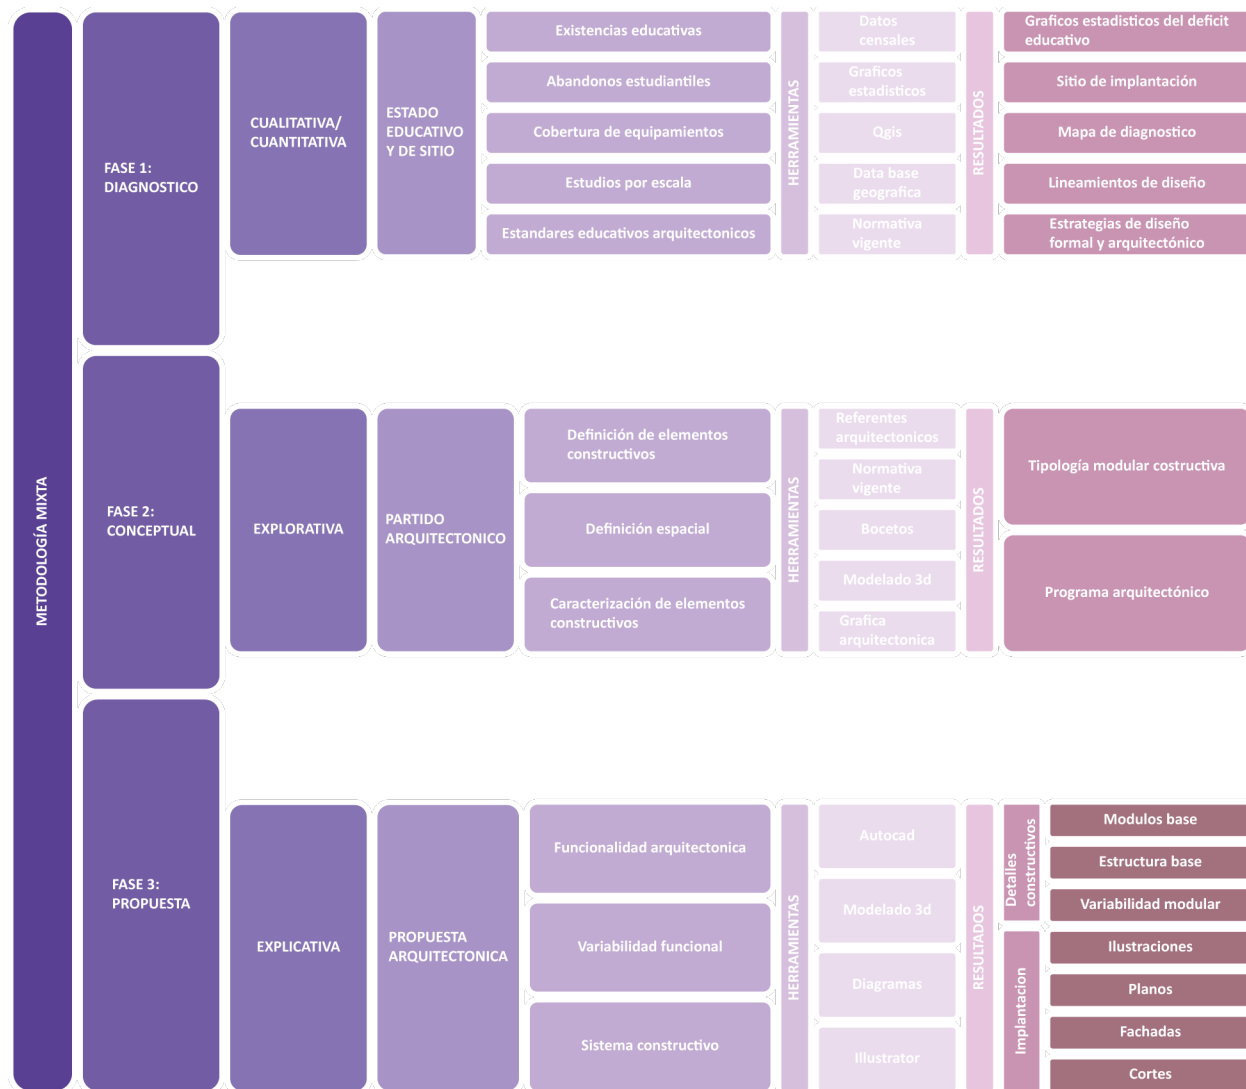 METODOLOGÍA MIXTA
FASE 1:
DIAGNOSTICO
CUALITATIVA/
CUANTITATIVA
ESTADO
EDUCATIVO
Y DE SITIO
Existencias educativas
Abandonos estudiantiles
Cobertura de equipamientos
Estudios por escala
Estandares educativos arquitectonicos
HERRAMIENTAS
Datos
censales
Graficos
estadisticos
Qgis
Data base
geografica
Normativa
vigente
RESULTADOS
Graficos estadisticos del deficit
educativo
Sitio de implantación
Mapa de diagnostico
Lineamientos de diseño
Estrategias de diseño
formal y arquitectónico
FASE 2:
CONCEPTUAL
EXPLORATIVA
PARTIDO
ARQUITECTONICO
Definición de elementos
constructivos
Definición espacial
Caracterización de elementos
constructivos
HERRAMIENTAS
Referentes
arquitectonicos
Normativa
vigente
Bocetos
Modelado 3d
Grafica
arquitectonica
RESULTADOS
Tipología modular costructiva
Programa arquitectónico
FASE 3:
PROPUESTA
EXPLICATIVA
PROPUESTA
ARQUITECTONICA
Funcionalidad arquitectonica
Variabilidad funcional
Sistema constructivo
HERRAMIENTAS
Autocad
Modelado 3d
Diagramas
Illustrator
RESULTADOS
Detalles
constructivos
Modulos base
Estructura base
Variabilidad modular
Implantacion
Ilustraciones
Planos
Fachadas
Cortes